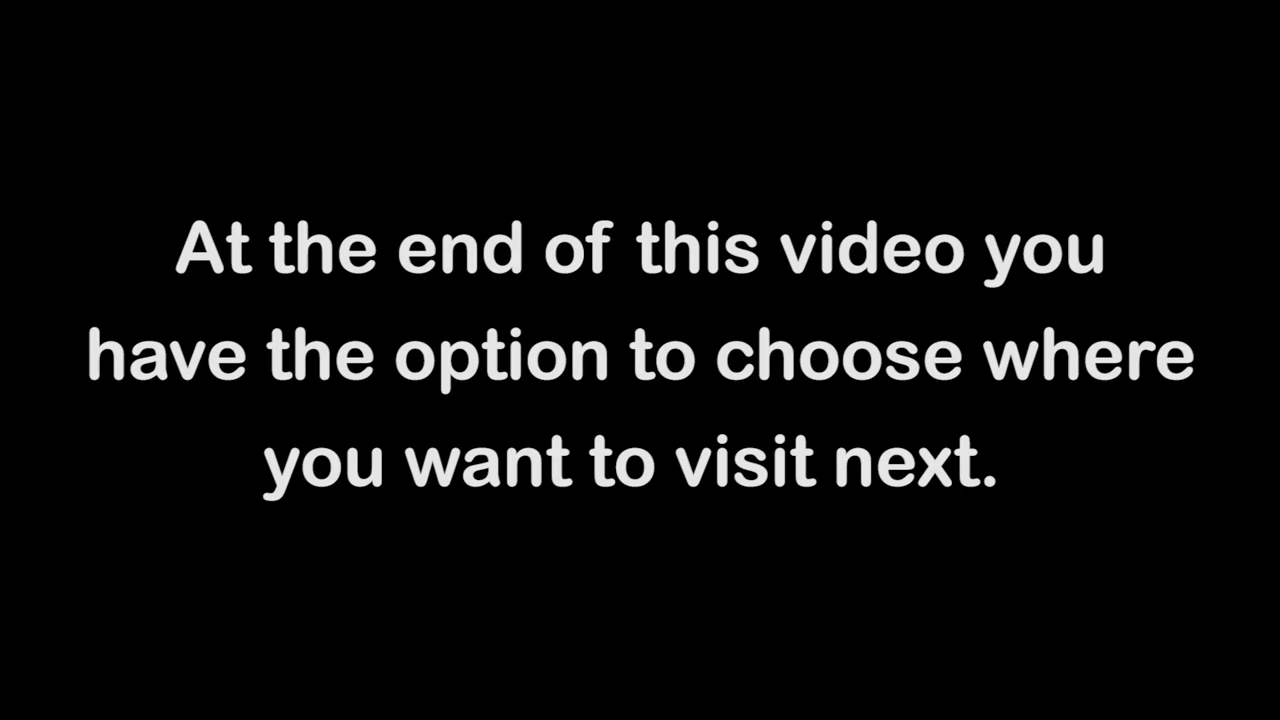 At the end of this video you
have the option to choose where
you want to visit next.